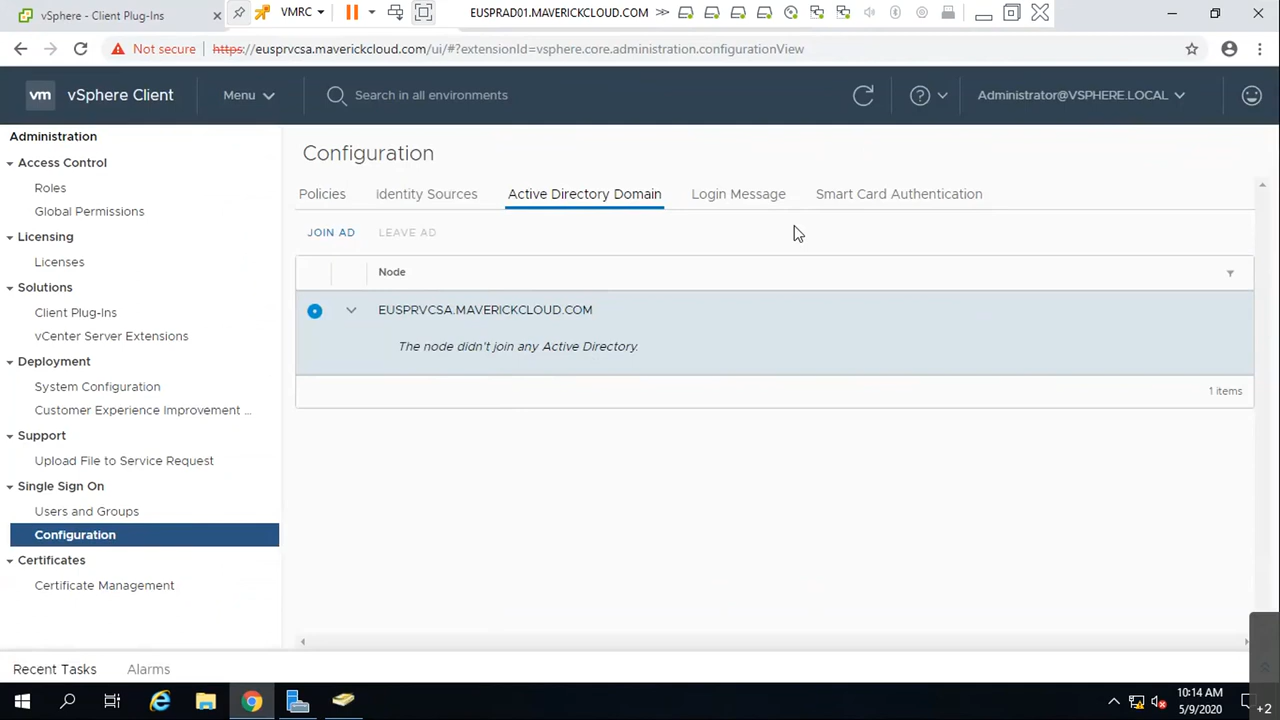 vSphere - Client Plug-Ins
VMRC
EUSPRAD01.MAVERICKCLOUD.COM
Not secure
https://eusprvcsa.maverickcloud.com/ui/#?extensionId=vsphere.core.administration.configurationView
vm
vSphere Client
Menu
Search in all environments
Administrator@VSPHERE.LOCAL
Administration
Access Control
Roles
Global Permissions
Licensing
Licenses
Solutions
Client Plug-Ins
vCenter Server Extensions
Deployment
System Configuration
Customer Experience Improvement ...
Support
Upload File to Service Request
Single Sign On
Users and Groups
Configuration
Certificates
Certificate Management
Configuration
Policies
Identity Sources
Active Directory Domain
Login Message
Smart Card Authentication
JOIN AD
LEAVE AD
Node
EUSPRVCSA.MAVERICKCLOUD.COM
The node didn't join any Active Directory.
1 items
Recent Tasks
Alarms
10:14 AM
5/9/2020
+2